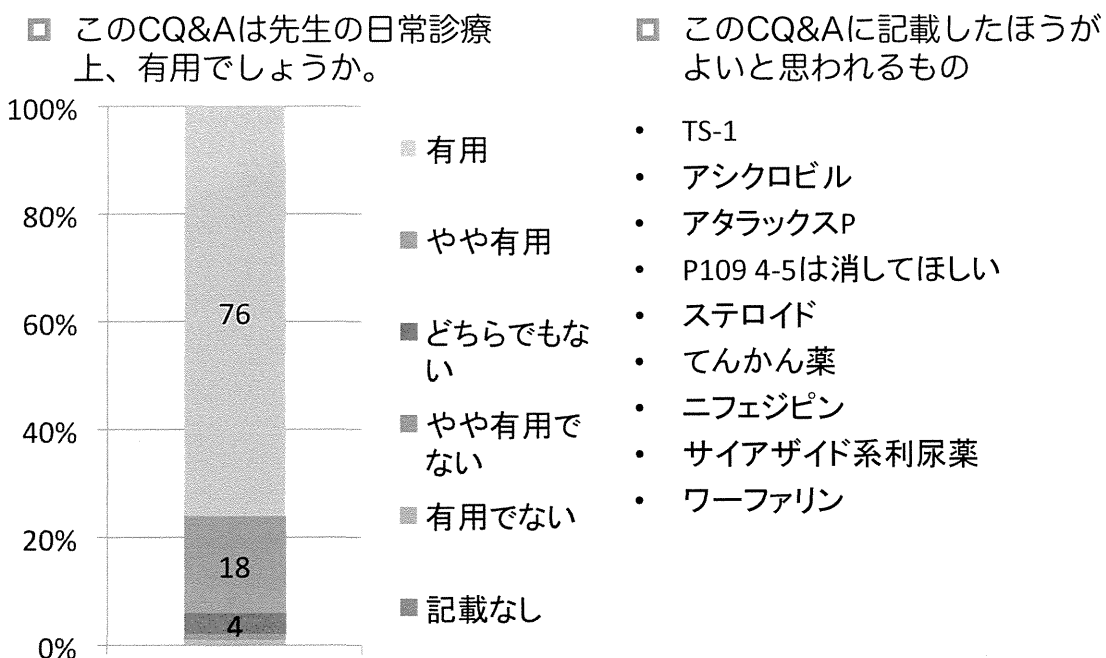 このCQ&Aは先生の日常診療
上、有用でしょうか。
100%
80%
60%
40%
20%
0%
76
18
4
有用
やや有用
どちらでもな
い
やや有用で
ない
有用でない
記載なし
このCQ&Aに記載したほうが
よいと思われるもの
• TS-1
• アシクロビル
• アタラックスP
• P109 4-5は消してほしい
• ステロイド
• てんかん薬
• ニフェジピン
• サイアザイド系利尿薬
• ワーファリン